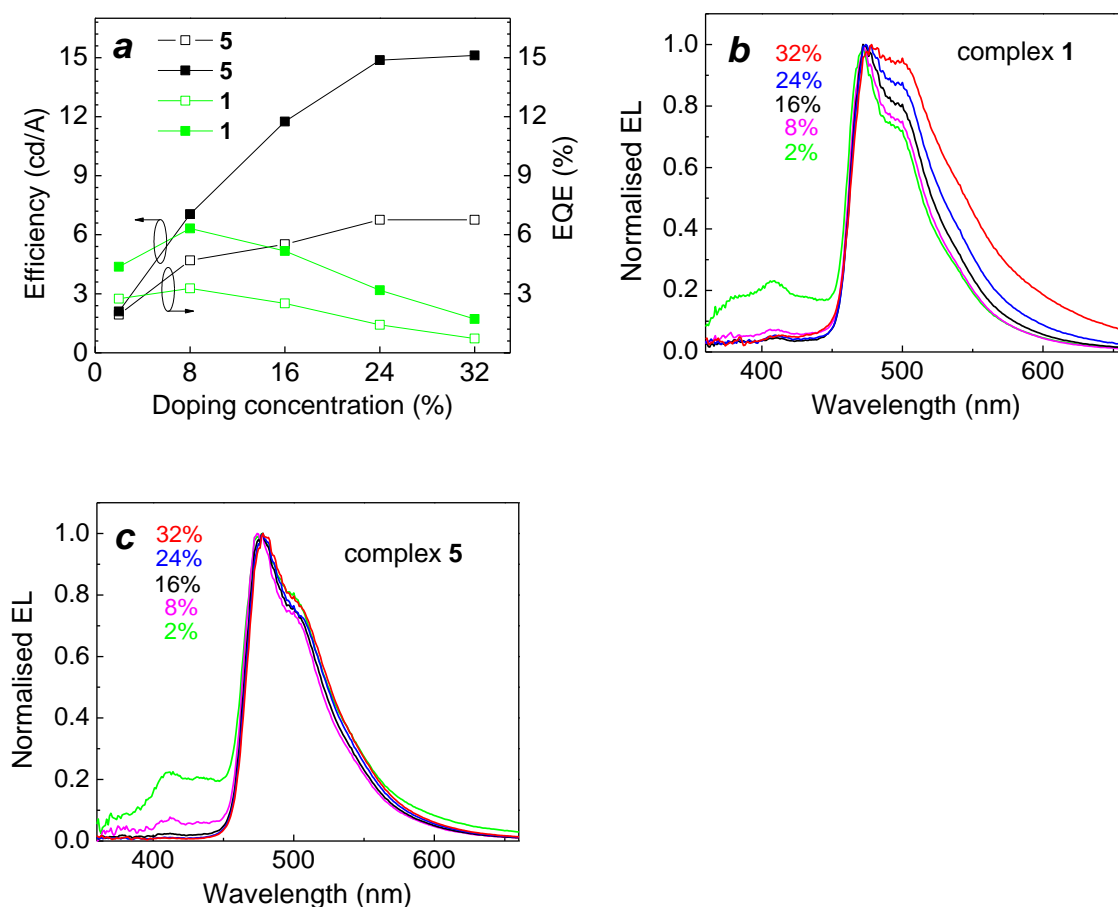 a
5
5
1
1
15
12
9
6
3
0
15
12
9
6
3
0
0 8 16 24 32
Efficiency (cd/A)
EQE (%)
Doping concentration (%)
b
32%
24%
16%
8%
2%
complex 1
1.0
0.8
0.6
0.4
0.2
0.0
400 500 600
Normalised EL
Wavelength (nm)
c
32%
24%
16%
8%
2%
complex 5
1.0
0.8
0.6
0.4
0.2
0.0
400 500 600
Normalised EL
Wavelength (nm)